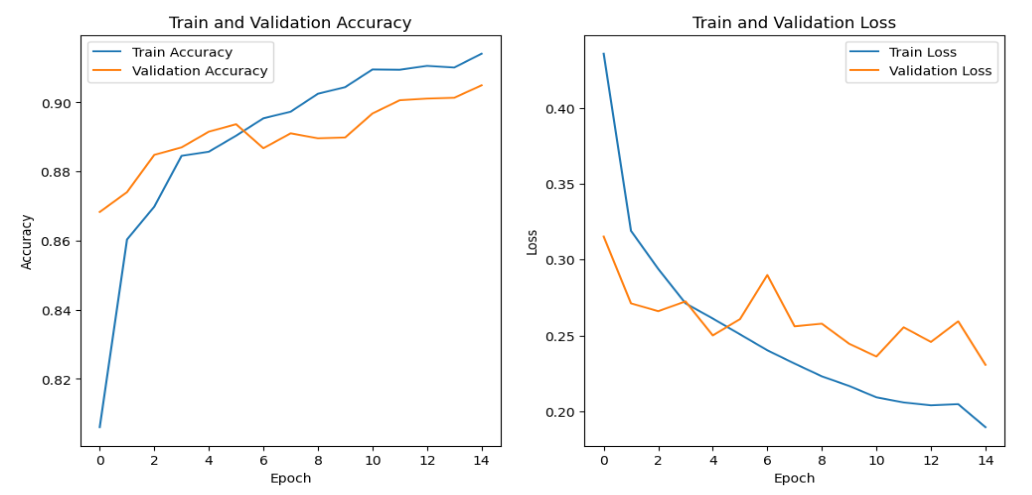 Train and Validation Accuracy
Train Accuracy
Validation Accuracy
0.90
0.88
0.86
0.84
0.82
Accuracy
0 2 4 6 8 10 12 14
Epoch
Train and Validation Loss
Train Loss
Validation Loss
0.40
0.35
0.30
0.25
0.20
Loss
0 2 4 6 8 10 12 14
Epoch